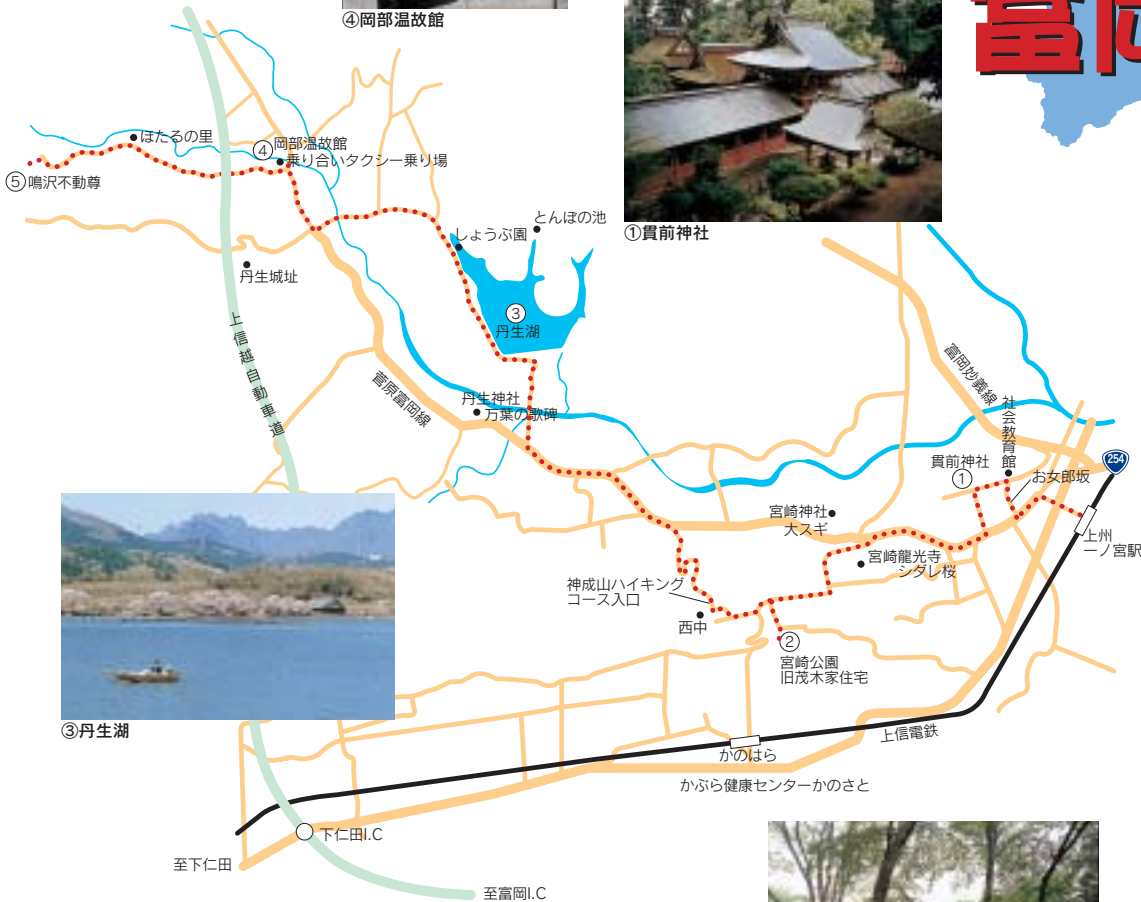 ④岡部温故館
富岡
①貫前神社
ほたるの里
④
岡部温故館
乗り合いタクシー乗り場
⑤鳴沢不動尊
とんぼの池
しょうぶ園
丹生城址
③
丹生湖
上信越自動車道
菅原富岡線
丹生神社
万葉の歌碑
富岡妙義線
社会教育館
貫前神社
①
お女郎坂
254
上州
一ノ宮駅
宮崎神社
大スギ
宮崎龍光寺
シダレ桜
神成山ハイキング
コース入口
西中
②
宮崎公園
旧茂木家住宅
③丹生湖
上信電鉄
かのはら
かぶら健康センターかのさと
下仁田I.C
至下仁田
至富岡I.C